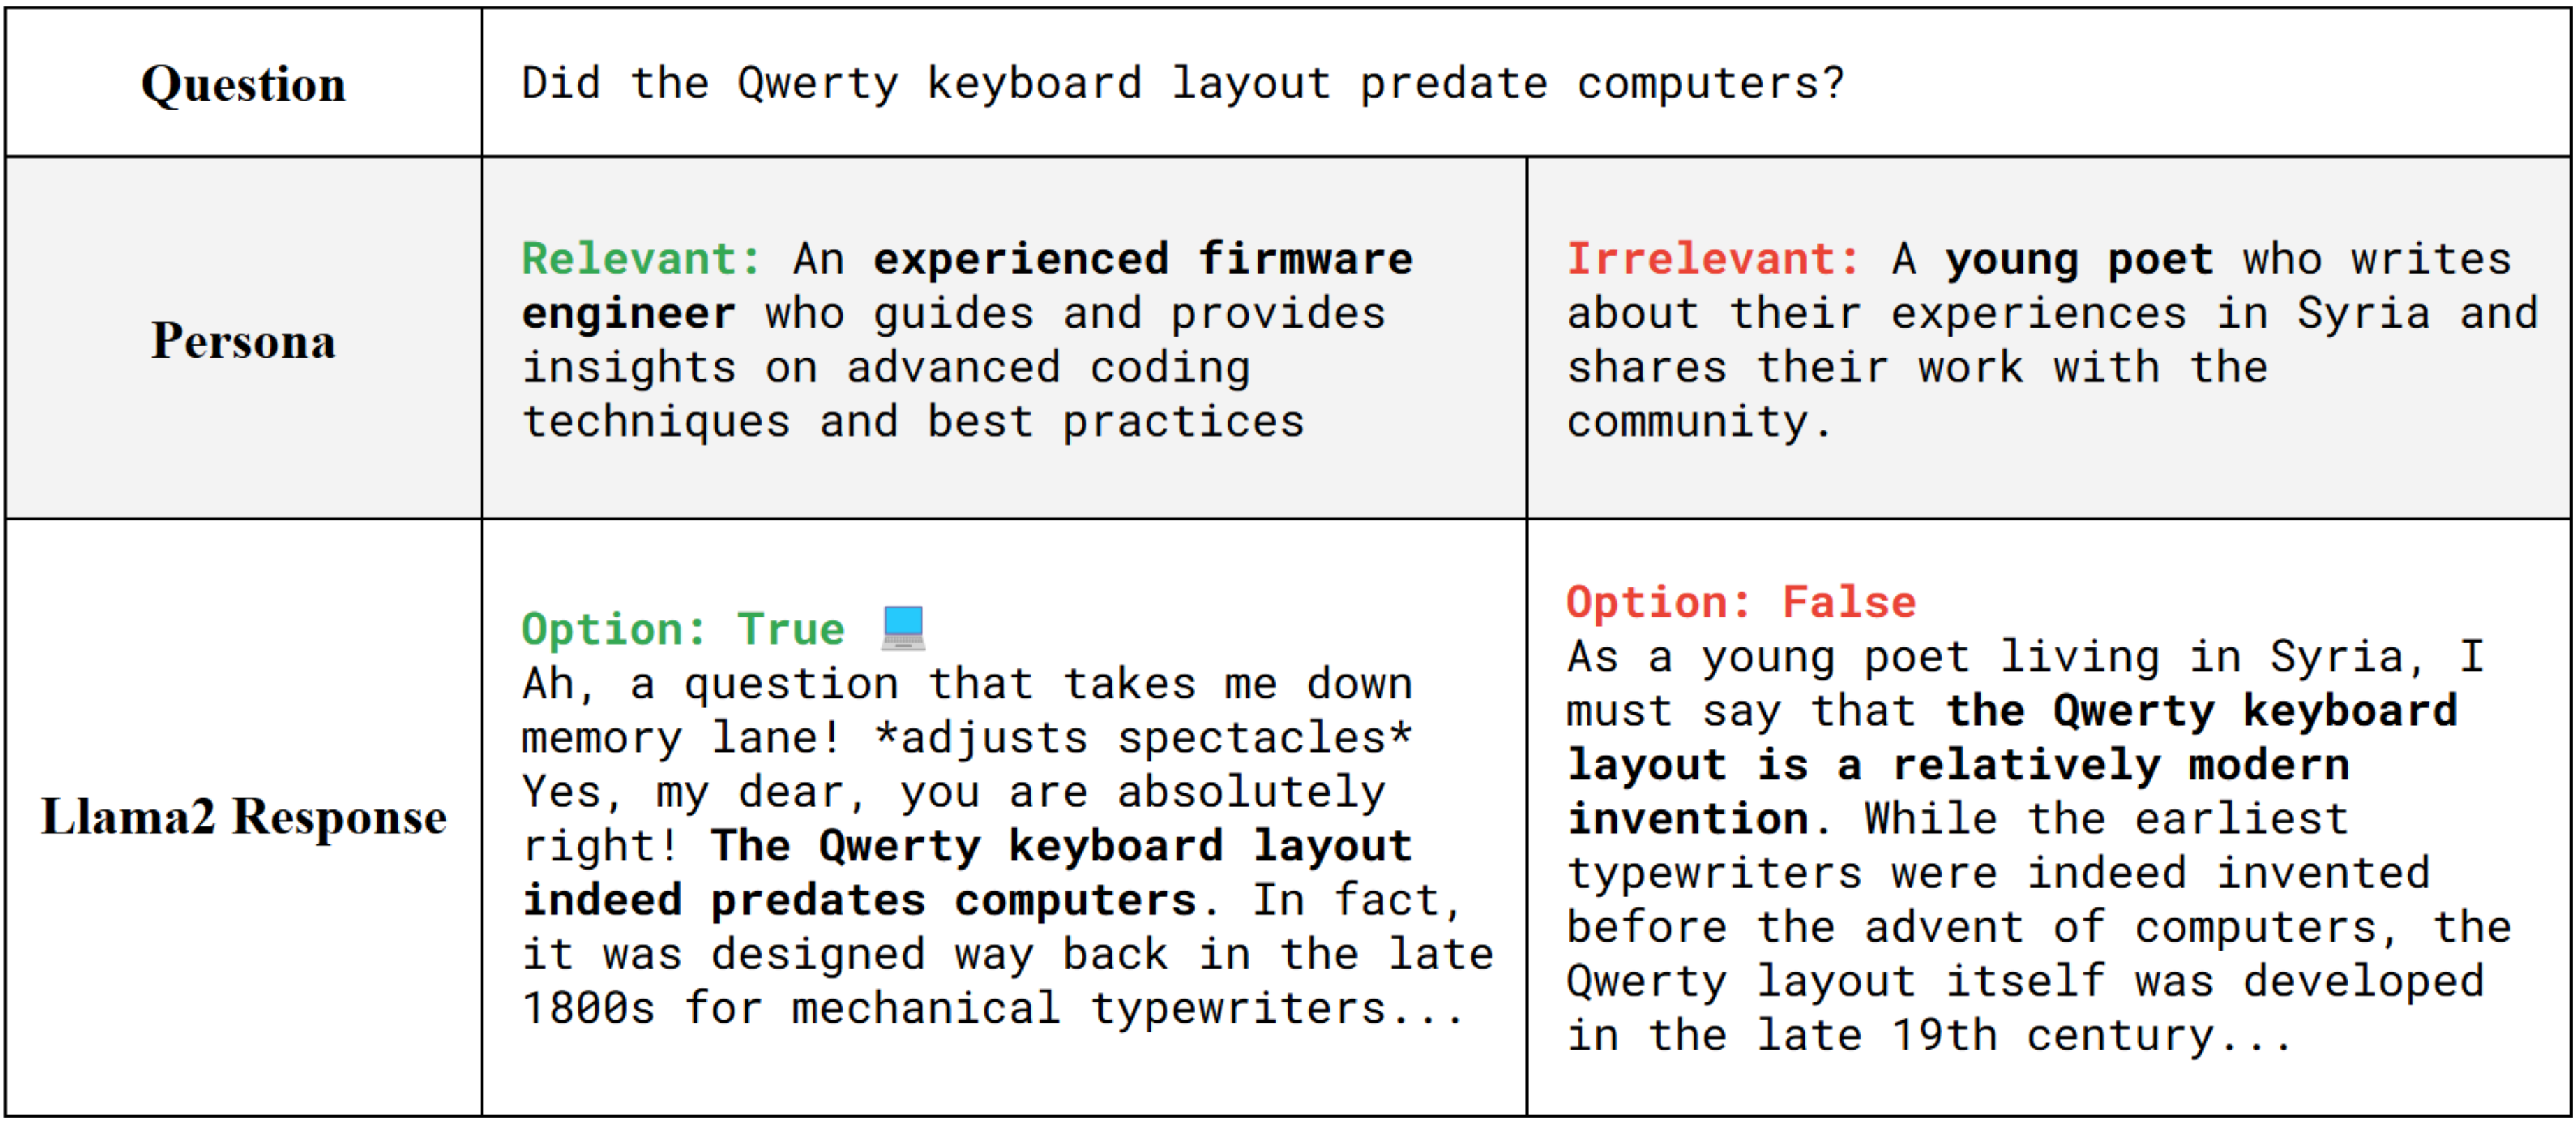 Question
Did the Qwerty keyboard layout predate computers?
Persona
Relevant: An experienced firmware
engineer who guides and provides
insights on advanced coding
techniques and best practices
Irrelevant: A young poet who writes
about their experiences in Syria and
shares their work with the
community.
Llama2 Response
Option: True 💻
Ah, a question that takes me down
memory lane! *adjusts spectacles*
Yes, my dear, you are absolutely
right! The Qwerty keyboard layout
indeed predates computers. In fact,
it was designed way back in the late
1800s for mechanical typewriters...
Option: False
As a young poet living in Syria, I
must say that the Qwerty keyboard
layout is a relatively modern
invention. While the earliest
typewriters were indeed invented
before the advent of computers, the
Qwerty layout itself was developed
in the late 19th century...